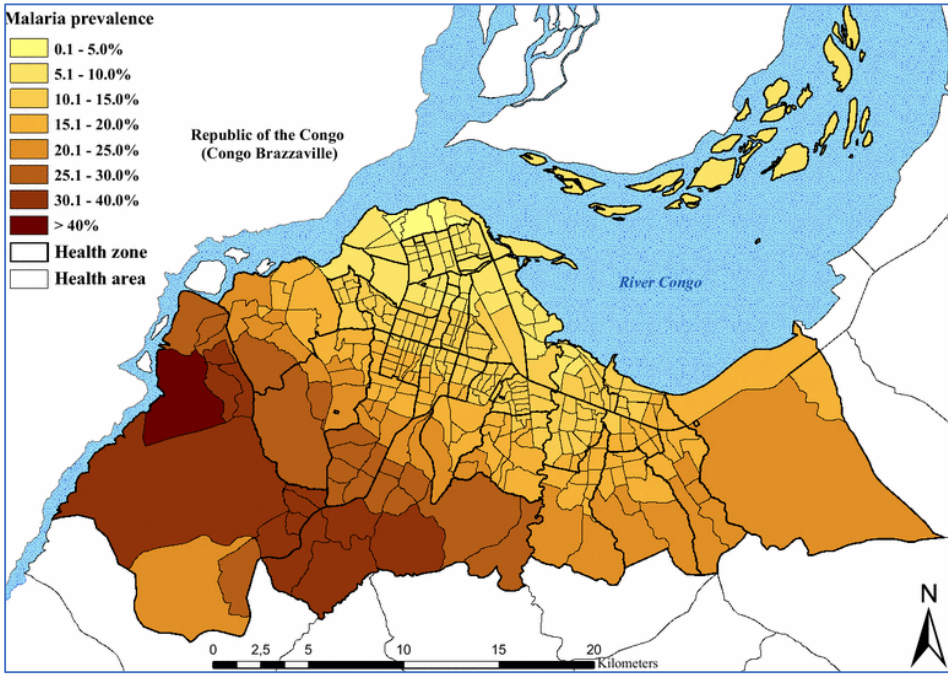 Malaria prevalence
0.1 - 5.0%
5.1 - 10.0%
10.1 - 15.0%
15.1 - 20.0%
20.1 - 25.0%
25.1 - 30.0%
30.1 - 40.0%
> 40%
Health zone
Health area
Republic of the Congo
(Congo Brazzaville)
River Congo
N
0 2,5 5 10 15 20
Kilometers